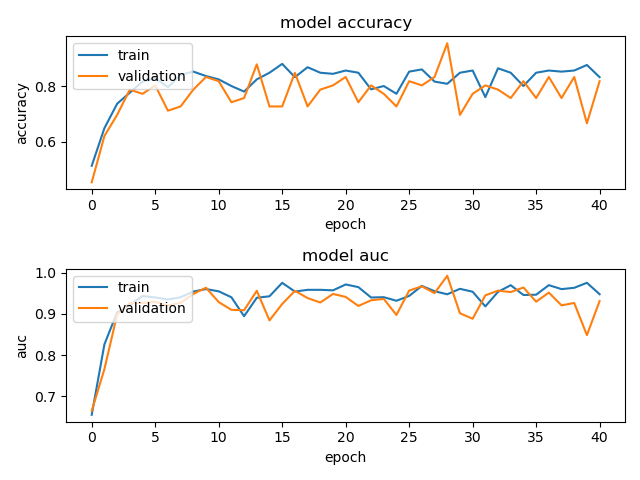 model accuracy
train
validation
0.8
0.6
accuracy
0 5 10 15 20 25 30 35 40
epoch
model auc
train
validation
1.0
0.9
0.8
0.7
auc
0 5 10 15 20 25 30 35 40
epoch